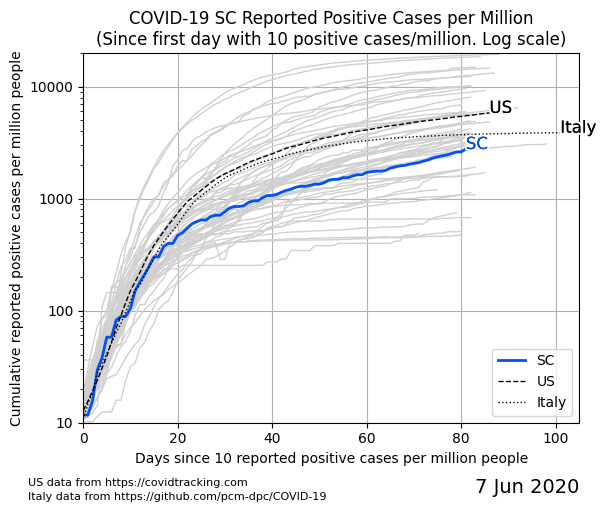 COVID-19 SC Reported Positive Cases per Million
(Since first day with 10 positive cases/million. Log scale)
Cumulative reported positive cases per million people
10000
1000
100
10
US
Italy
SC
SC
US
Italy
0 20 40 60 80 100
Days since 10 reported positive cases per million people
US data from https://covidtracking.com
Italy data from https://github.com/pcm-dpc/COVID-19
7 Jun 2020